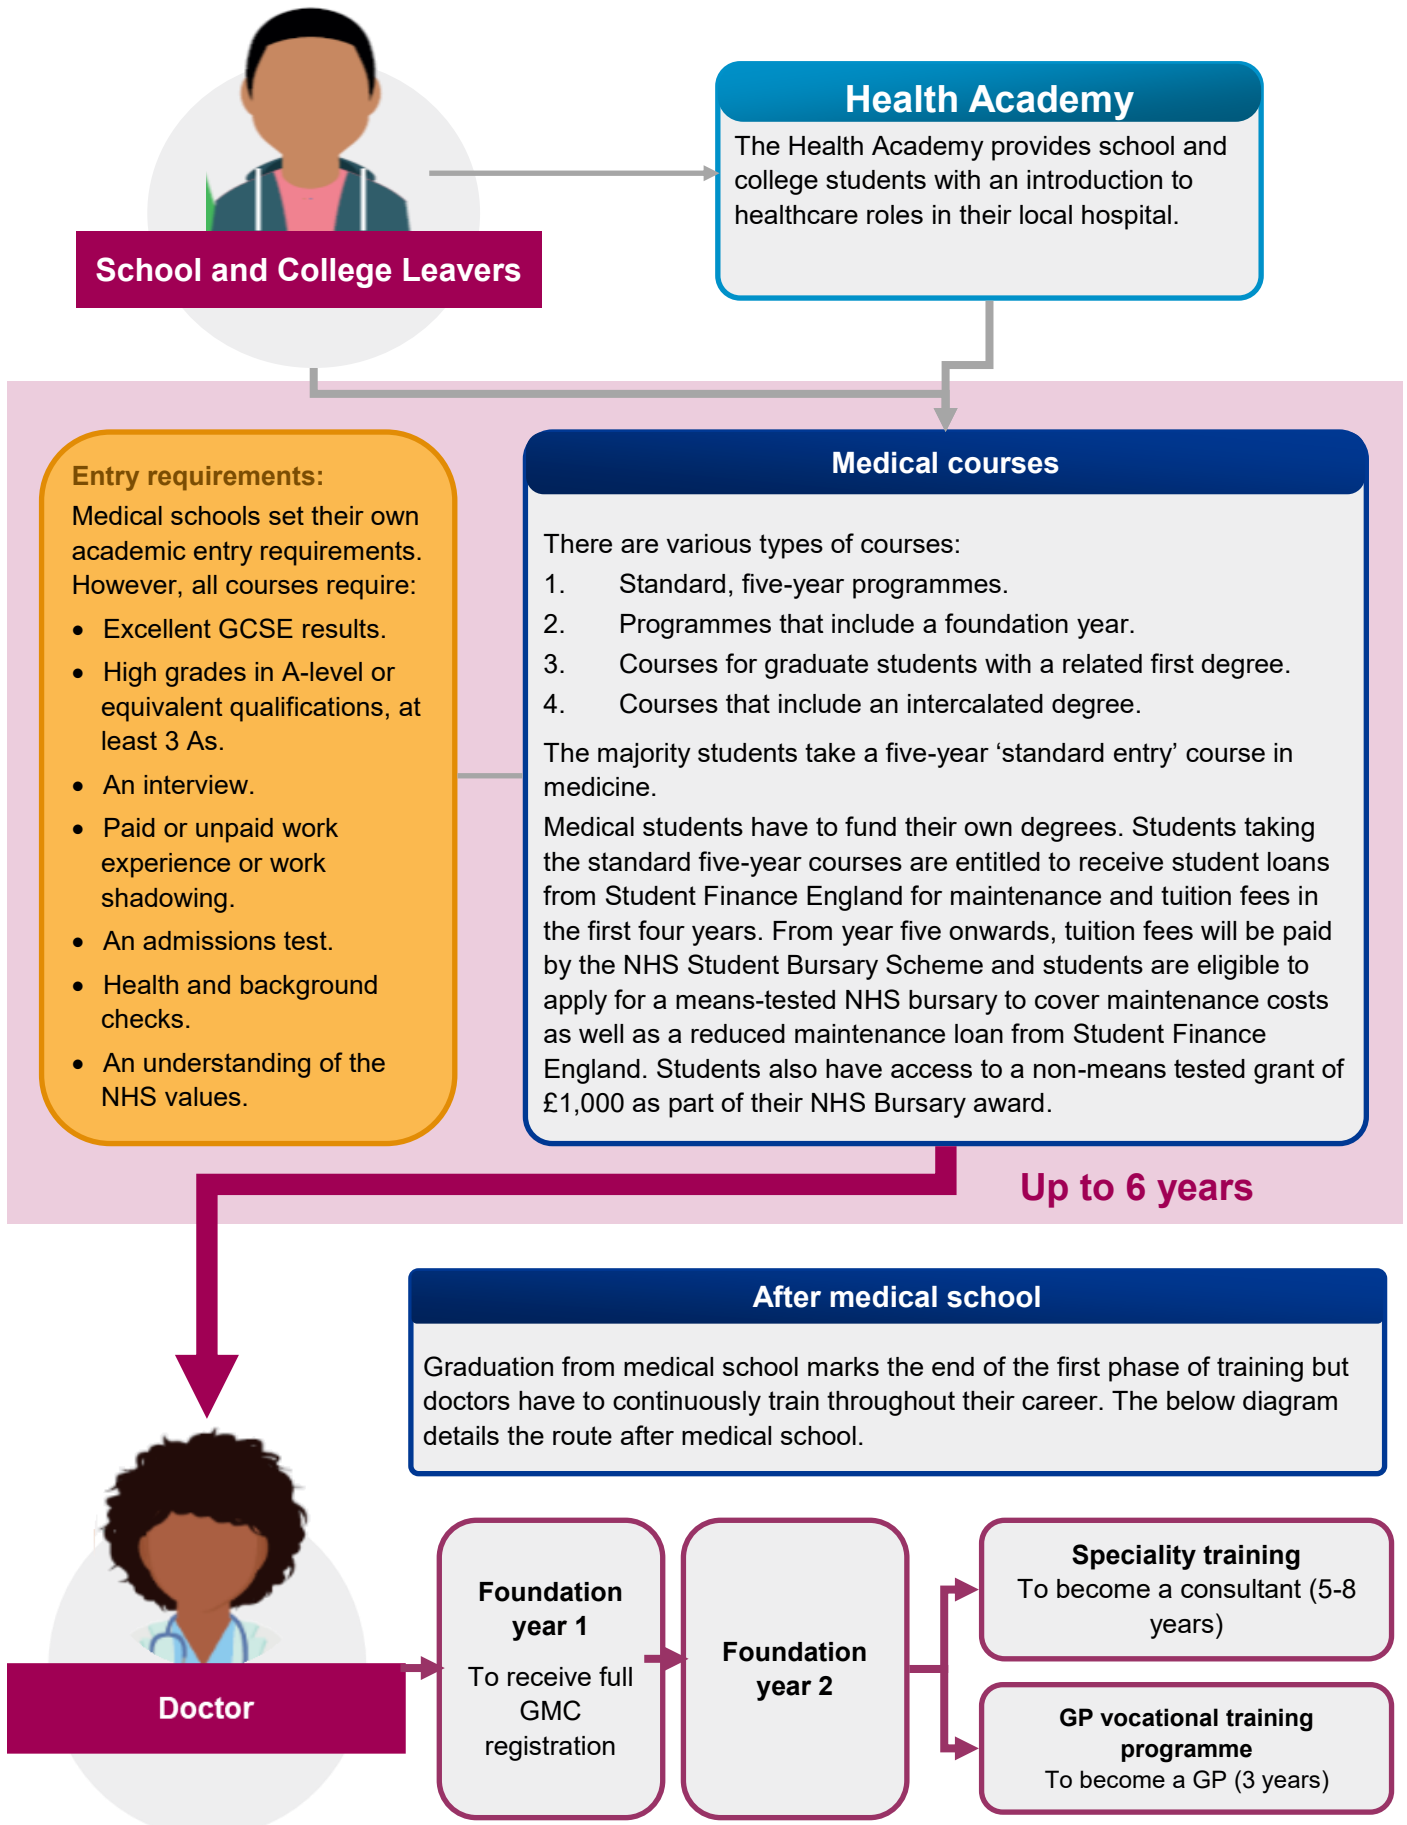 Health Academy
The Health Academy provides school and
college students with an introduction to
healthcare roles in their local hospital.
School and College Leavers
Entry requirements:
Medical schools set their own
academic entry requirements.
However, all courses require:
• Excellent GCSE results.
• High grades in A-level or
equivalent qualifications, at
least 3 As.
• An interview.
• Paid or unpaid work
experience or work
shadowing.
• An admissions test.
• Health and background
checks.
• An understanding of the
NHS values.
Medical courses
There are various types of courses:
1. Standard, five-year programmes.
2. Programmes that include a foundation year.
3. Courses for graduate students with a related first degree.
4. Courses that include an intercalated degree.
The majority students take a five-year ‘standard entry’ course in
medicine.
Medical students have to fund their own degrees. Students taking
the standard five-year courses are entitled to receive student loans
from Student Finance England for maintenance and tuition fees in
the first four years. From year five onwards, tuition fees will be paid
by the NHS Student Bursary Scheme and students are eligible to
apply for a means-tested NHS bursary to cover maintenance costs
as well as a reduced maintenance loan from Student Finance
England. Students also have access to a non-means tested grant of
£1,000 as part of their NHS Bursary award.
Up to 6 years
After medical school
Graduation from medical school marks the end of the first phase of training but
doctors have to continuously train throughout their career. The below diagram
details the route after medical school.
Doctor
Foundation
year 1
To receive full
GMC
registration
Foundation
year 2
Speciality training
To become a consultant (5-8
years)
GP vocational training
programme
To become a GP (3 years)